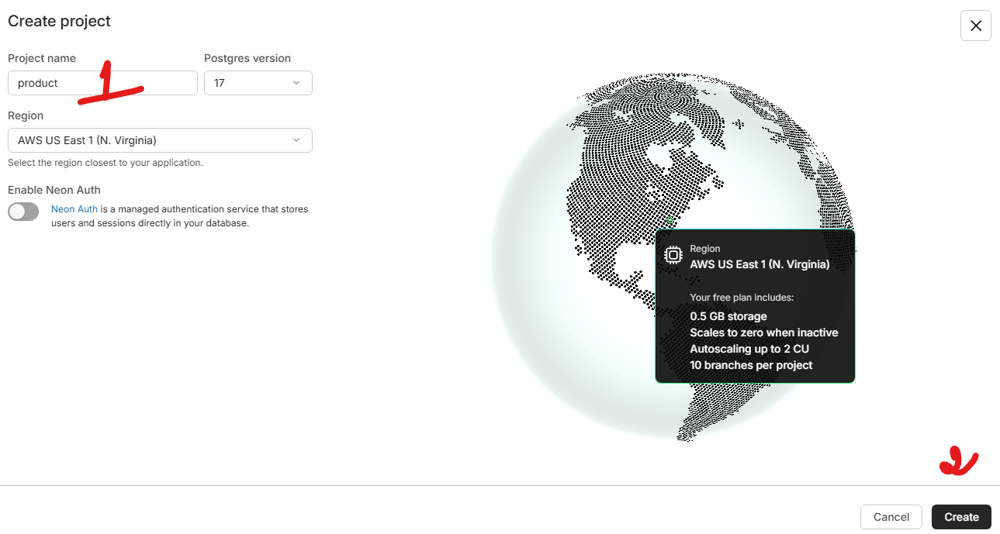 Create project
Project name
Postgres version
1
product
17
Region
AWS US East 1 (N. Virginia)
Select the region closest to your application.
Enable Neon Auth
Neon Auth is a managed authentication service that stores
users and sessions directly in your database.
Region
AWS US East 1 (N. Virginia)
Your free plan includes:
0.5 GB storage
Scales to zero when inactive
Autoscaling up to 2 CU
10 branches per project
2
Cancel
Create